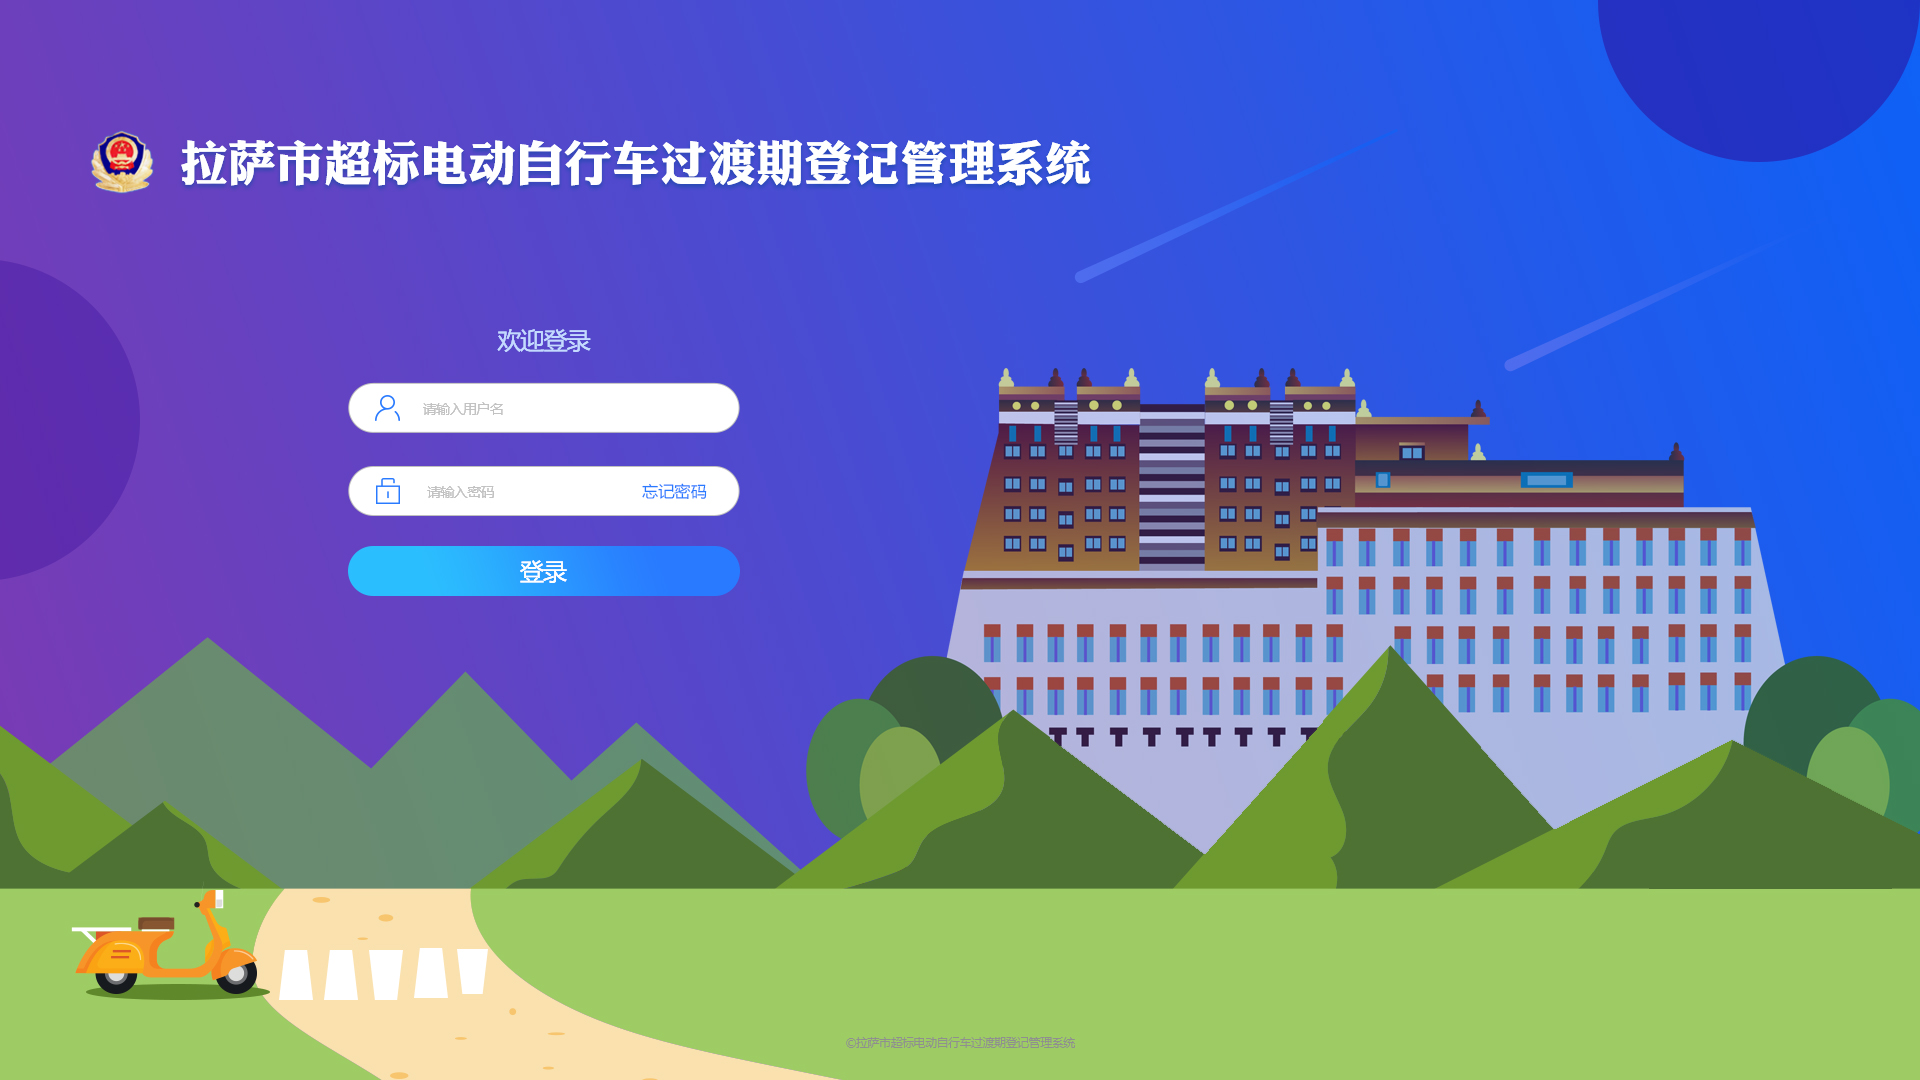 拉萨市超标电动自行车过渡期登记管理系统
欢迎登录
请输入用户名
请输入密码
忘记密码
登录
©拉萨市超标电动自行车过渡期登记管理系统